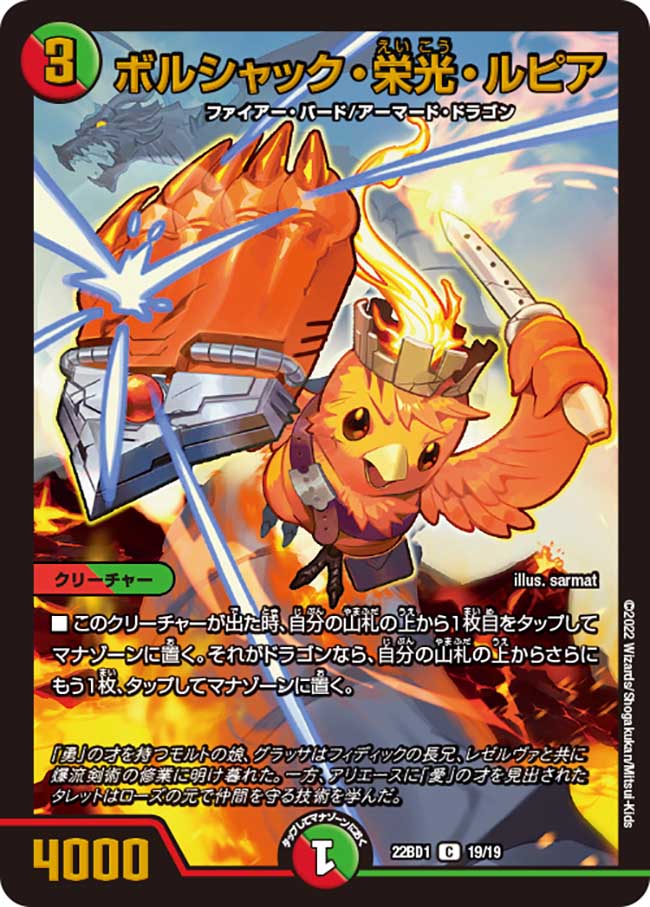 3
ボルシャック・栄光・ルピア
えいこう
ファイアー・バード/アーマード・ドラゴン
クリーチャー
illus. sarmat
■ このクリーチャーが出た時、自分の山札の上から1枚目をタップして
マナゾーンに置く。それがドラゴンなら、自分の山札の上からさらに
もう1枚、タップしてマナゾーンに置く。
「勇」の才を持つモルトの娘、グラッサはフィディックの長兄、レゼルヴァと共に
爆流剣術の修業に明け暮れた。一方、アリエースに「愛」の才を見出された
タレットはローズの元で仲間を守る技術を学んだ。
4000
タップしてマナゾーンにおく
1
22BD1 C 19/19
©2022 Wizards/Shogakukan/Mitsui-Kids